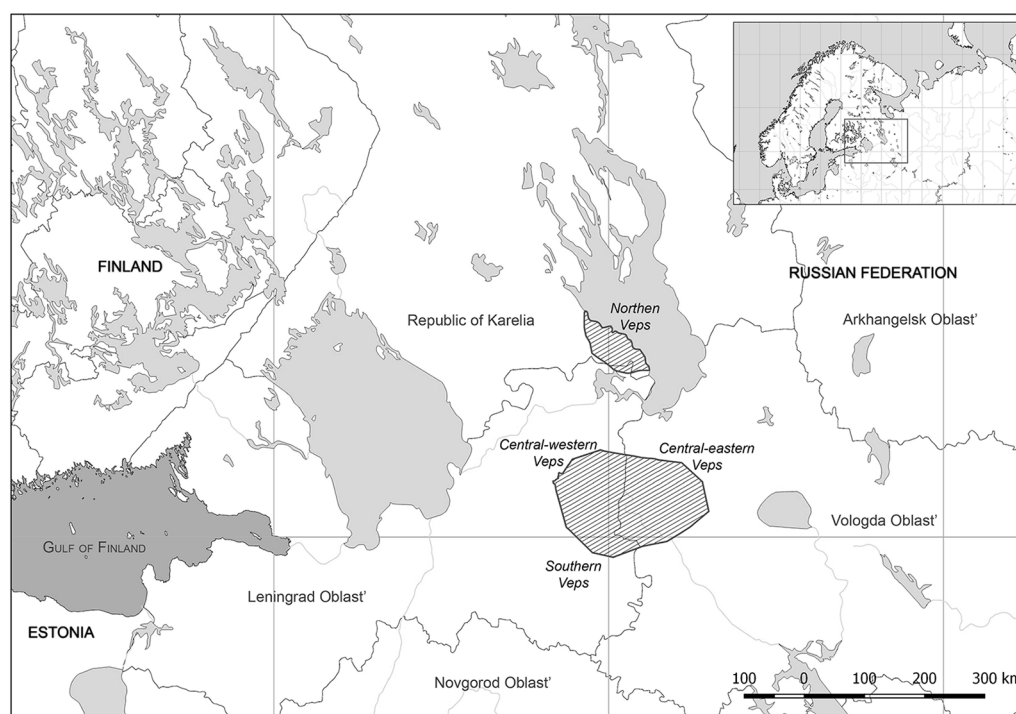 FINLAND
RUSSIAN FEDERATION
Northen
Veps
Republic of Karelia
Arkhangelsk Oblast'
Central-western
Veps
Central-eastern
Veps
Vologda Oblast'
GULF OF FINLAND
Southern
Veps
Leningrad Oblast'
ESTONIA
Novgorod Oblast'
100 0 100 200 300 km